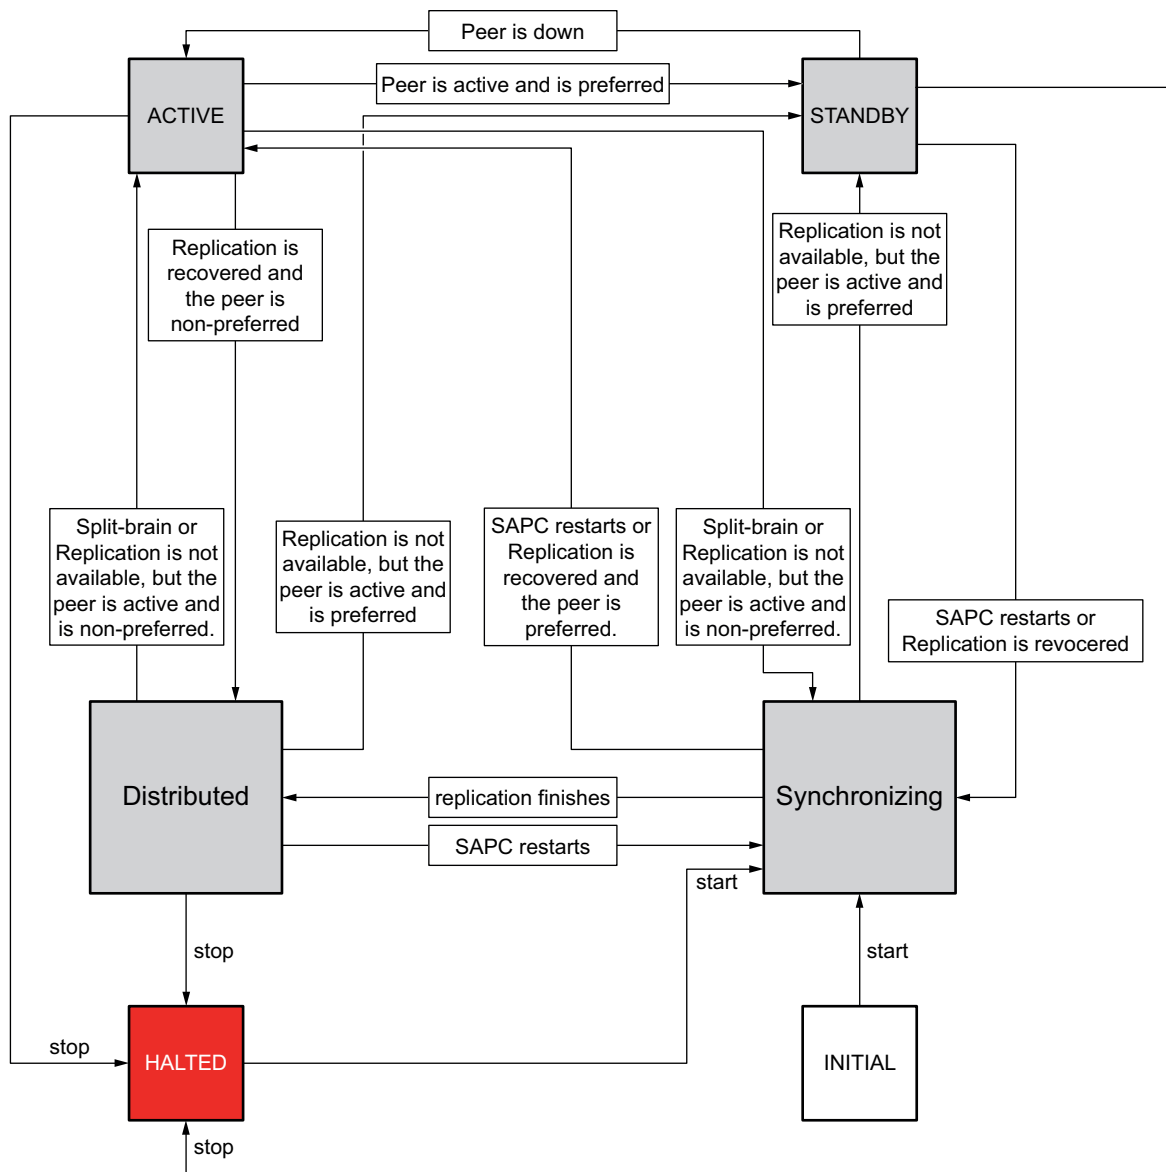 Peer is down
Peer is active and is preferred
ACTIVE
STANDBY
Replication is
recovered and
the peer is
non-preferred
Replication is not
available, but the
peer is active and
is preferred
Split-brain or
Replication is not
available, but the
peer is active and
is non-preferred.
Replication is not
available, but the
peer is active and
is preferred
SAPC restarts or
Replication is
recovered and
the peer is
preferred.
Split-brain or
Replication is not
available, but the
peer is active and
is non-preferred.
SAPC restarts or
Replication is revocered
Distributed
replication finishes
Synchronizing
SAPC restarts
start
stop
start
stop
HALTED
INITIAL
stop